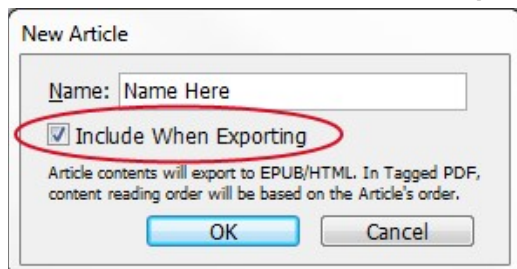 New Article
Name: Name Here
Include When Exporting
Article contents will export to EPUB/HTML. In Tagged PDF,
content reading order will be based on the Article's order.
OK Cancel